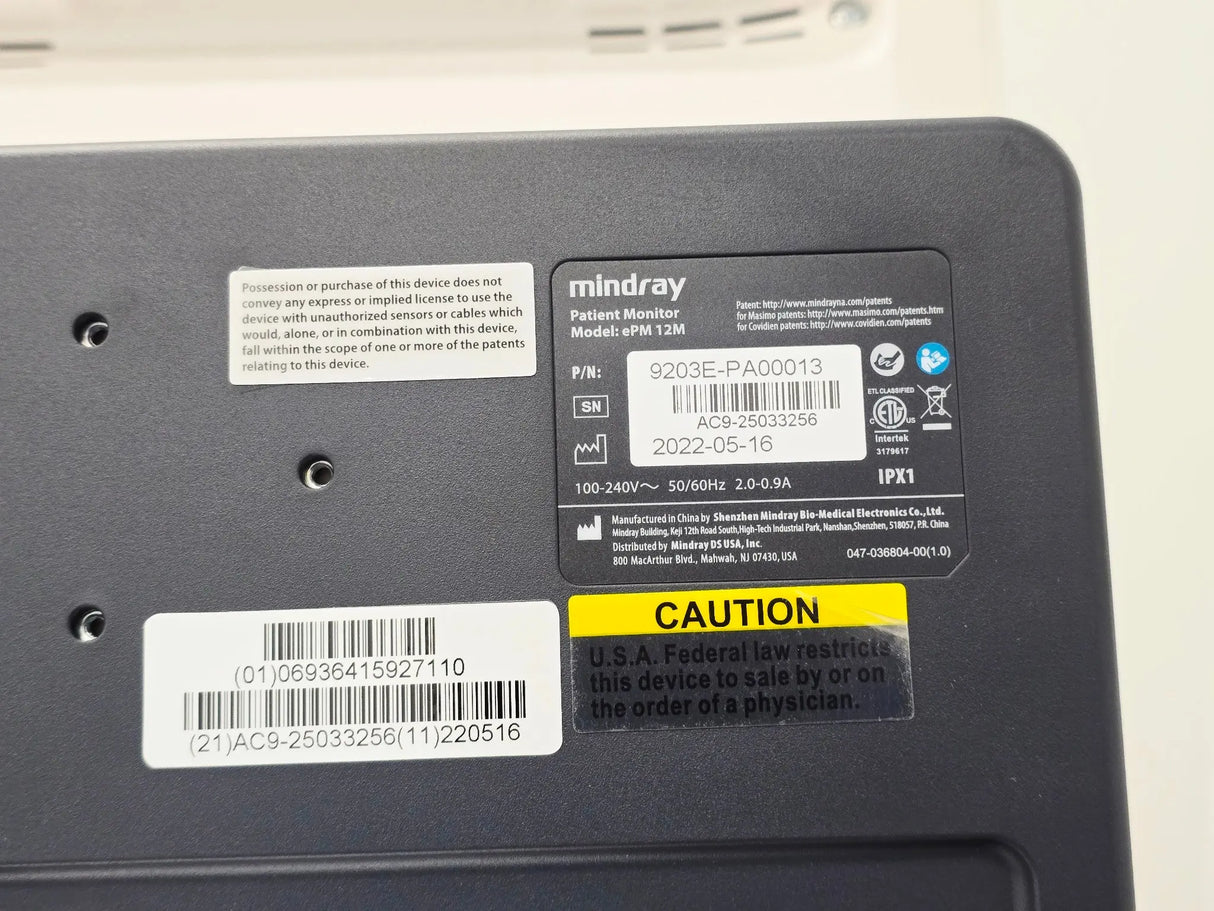 Possession or purchase of this device does not
convey any express or implied license to use the
device with unauthorized sensors or cables which
would, alone, or in combination with this device,
fall within the scope of one or more of the patents
relating to this device.
mindray
Patient Monitor
Model: ePM 12M
Patent: http://www.mindrayna.com/patents
for Masimo patents: http://www.masimo.com/patents.htm
for Covidien patents: http://www.covidien.com/patents
P/N: 9203E-PA00013
SN AC9-25033256
2022-05-16
ETL CLASSIFIED
C ETL US
Intertek
3179617
IPX1
100-240V~ 50/60Hz 2.0-0.9A
Manufactured in China by Shenzhen Mindray Bio-Medical Electronics Co.,Ltd.
Mindray Building, Keji 12th Road South,High-Tech Industrial Park, Nanshan,Shenzhen, 518057, P.R. China
Distributed by Mindray DS USA, Inc.
800 MacArthur Blvd., Mahwah, NJ 07430, USA
047-036804-00(1.0)
(01)06936415927110
(21)AC9-25033256(11)220516
CAUTION
U.S.A. Federal law restricts
this device to sale by or on
the order of a physician.